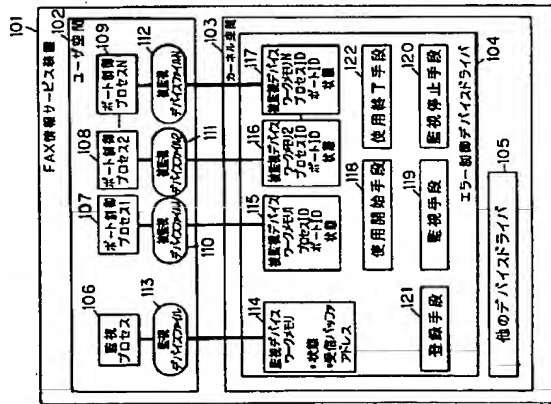 101
FAX情報サービス装置
102
ユーザ空間
106
監視
プロセス
107
ポート制御
プロセス1
108
ポート制御
プロセス2
109
ポート制御
プロセスN
113
監視
デバイスファイル
110
被監視
デバイスファイル1
111
被監視
デバイスファイル2
112
被監視
デバイスファイルN
103
カーネル空間
114
監視デバイス
ワークメモリ
・状態
・受信バッファ
アドレス
115
被監視デバイス
ワークメモリ1
プロセスID
ポートID
状態
116
被監視デバイス
ワークメモリ2
プロセスID
ポートID
状態
117
被監視デバイス
ワークメモリN
プロセスID
ポートID
状態
118
使用開始手段
122
使用終了手段
121
登録手段
119
監視手段
120
監視停止手段
エラー制御デバイスドライバ
104
他のデバイスドライバ
105